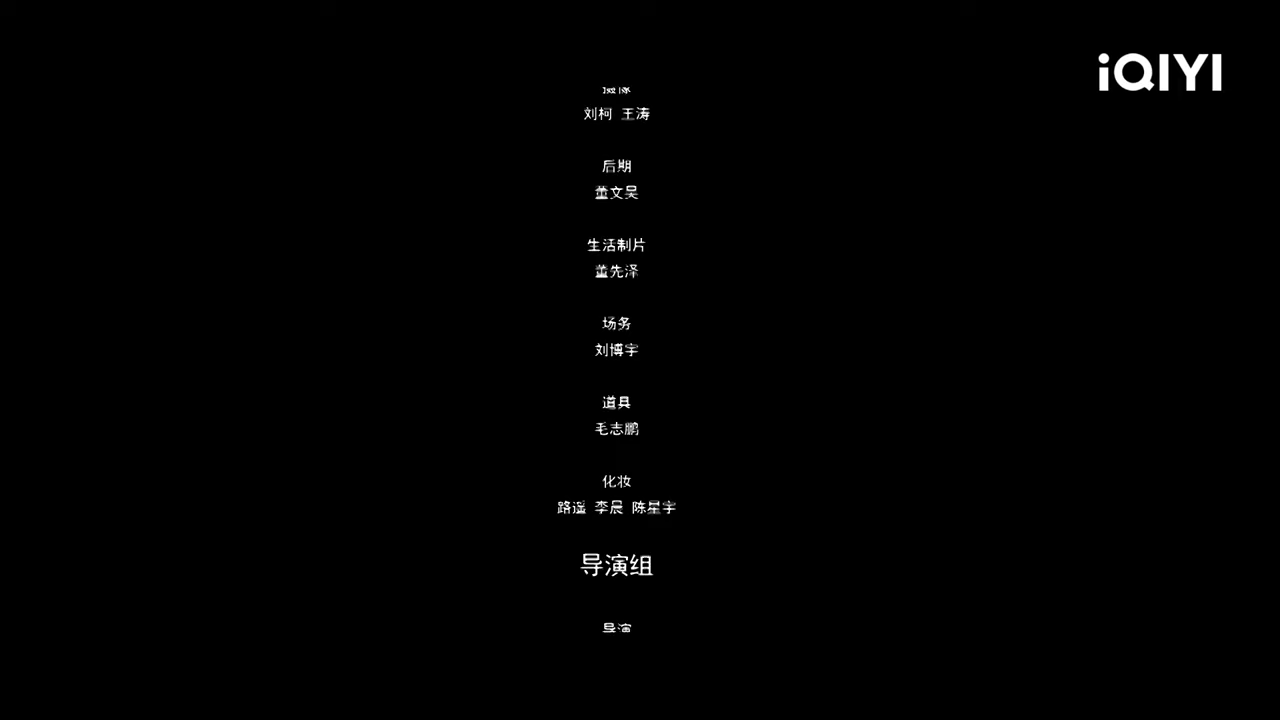 iQIYI
刘柯 王涛
后期
董文昊
生活制片
董先泽
场务
刘博宇
道具
毛志鹏
化妆
路遥 李晨 陈星宇
导演组
导演